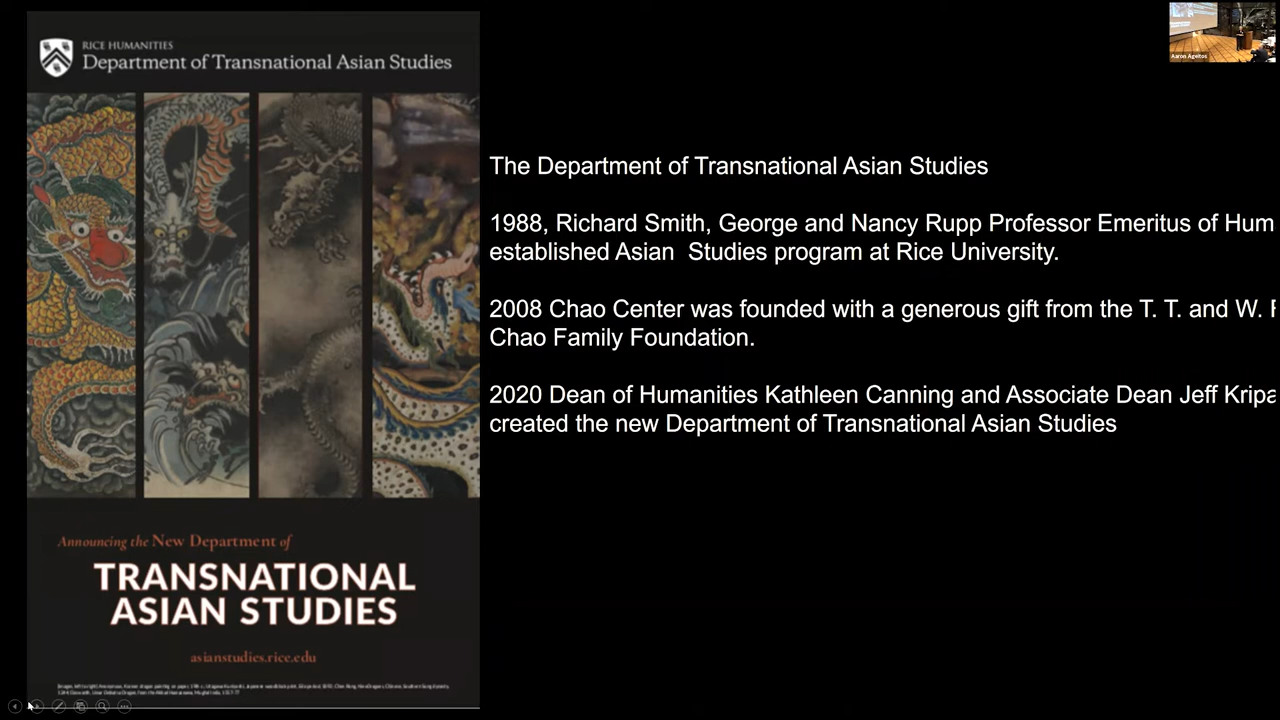 RICE HUMANITIES
Department of Transnational Asian Studies
Announcing the New Department of
TRANSNATIONAL
ASIAN STUDIES
asianstudies.rice.edu
The Department of Transnational Asian Studies
1988, Richard Smith, George and Nancy Rupp Professor Emeritus of Hum
established Asian Studies program at Rice University.
2008 Chao Center was founded with a generous gift from the T. T. and W.
Chao Family Foundation.
2020 Dean of Humanities Kathleen Canning and Associate Dean Jeff Kripa
created the new Department of Transnational Asian Studies
Aaron Ageitos